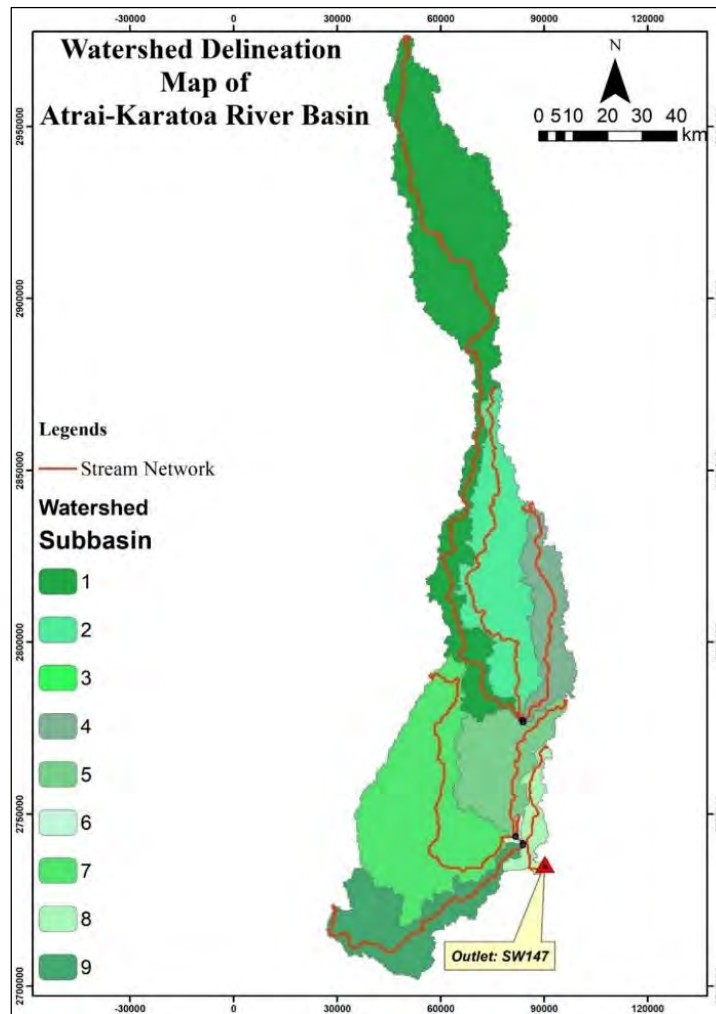 -30000 0 30000 60000 90000 120000
Watershed Delineation
Map of
Atrai-Karatoa River Basin
N
0 5 10 20 30 40
km
2950000
2900000
2850000
2800000
2750000
2700000
Legends
Stream Network
Watershed
Subbasin
1
2
3
4
5
6
7
8
9
Outlet: SW147
-30000 0 30000 60000 90000 120000